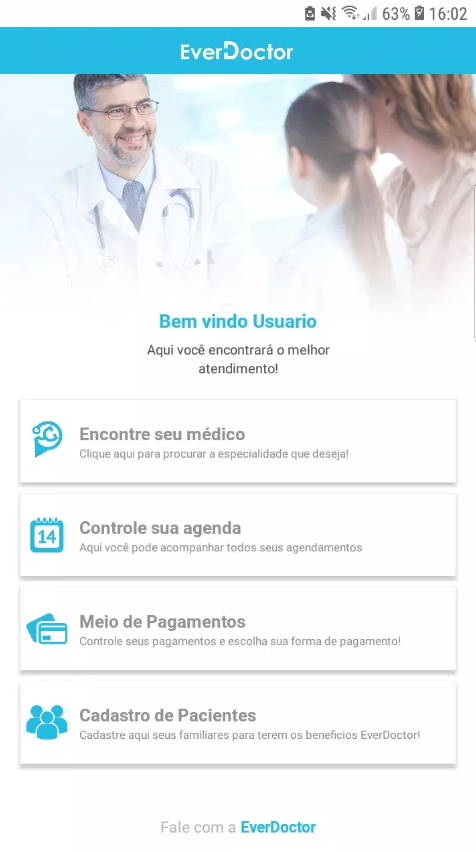 63% 16:02
EverDoctor
Bem vindo Usuario
Aqui você encontrará o melhor
atendimento!
Encontre seu médico
Clique aqui para procurar a especialidade que deseja!
14
Controle sua agenda
Aqui você pode acompanhar todos seus agendamentos
Meio de Pagamentos
Controle seus pagamentos e escolha sua forma de pagamento!
Cadastro de Pacientes
Cadastre aqui seus familiares para terem os beneficios EverDoctor!
Fale com a EverDoctor